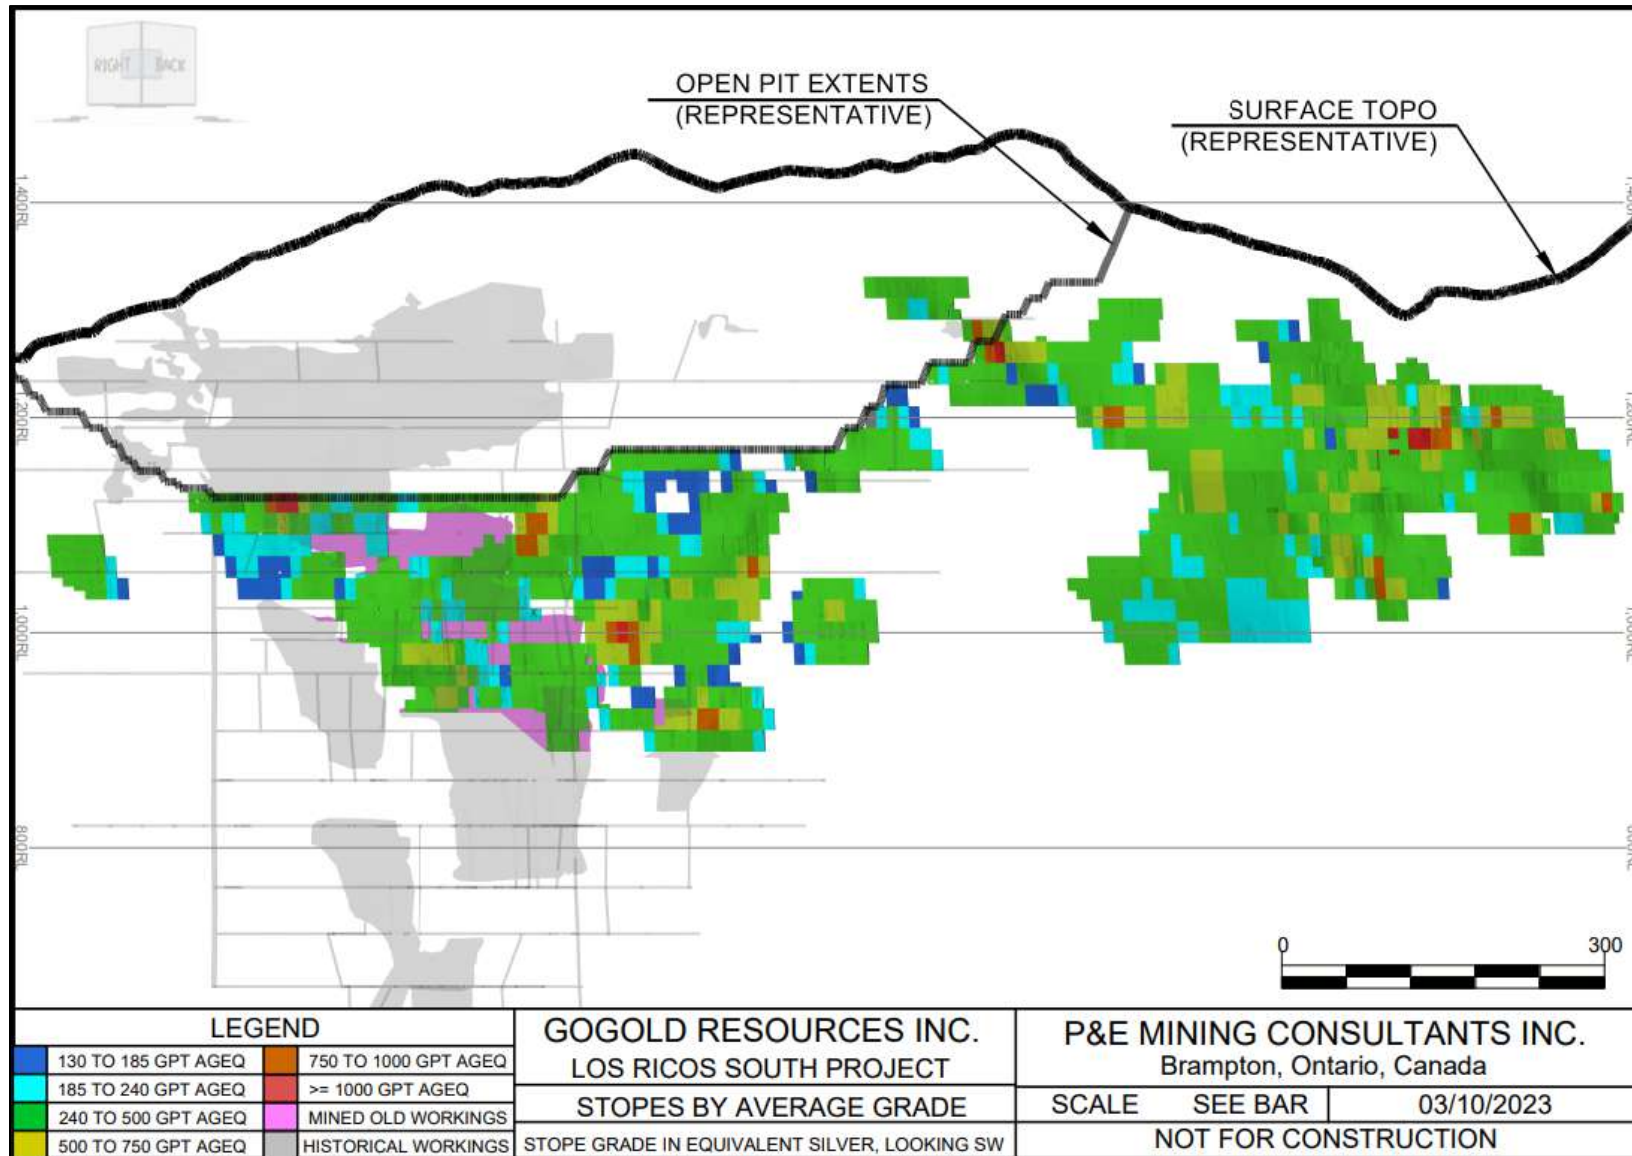 RIGHT BACK
OPEN PIT EXTENTS
(REPRESENTATIVE)
SURFACE TOPO
(REPRESENTATIVE)
1,400RL
1,200RL
1,000RL
800RL
0 300
LEGEND
130 TO 185 GPT AGEQ
750 TO 1000 GPT AGEQ
185 TO 240 GPT AGEQ
>= 1000 GPT AGEQ
240 TO 500 GPT AGEQ
MINED OLD WORKINGS
500 TO 750 GPT AGEQ
HISTORICAL WORKINGS
GOGOLD RESOURCES INC.
LOS RICOS SOUTH PROJECT
STOPES BY AVERAGE GRADE
STOPE GRADE IN EQUIVALENT SILVER, LOOKING SW
P&E MINING CONSULTANTS INC.
Brampton, Ontario, Canada
SCALE SEE BAR 03/10/2023
NOT FOR CONSTRUCTION